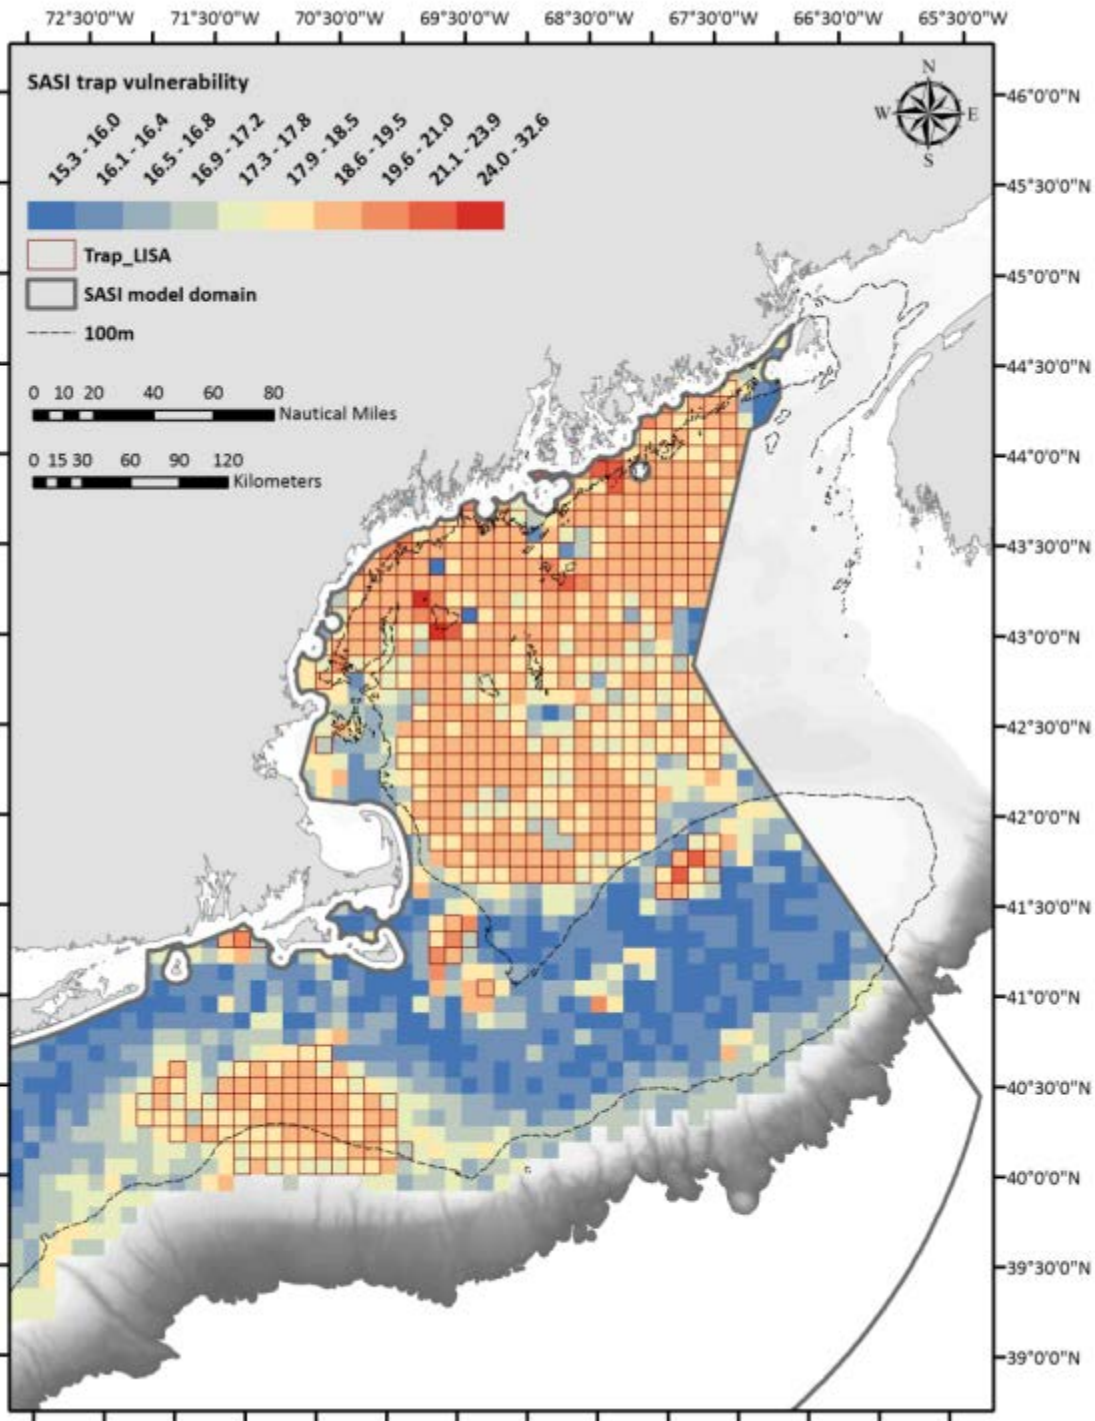 72°30'0"W 71°30'0"W 70°30'0"W 69°30'0"W 68°30'0"W 67°30'0"W 66°30'0"W 65°30'0"W
SASI trap vulnerability
15.3 - 16.0
16.1 - 16.4
16.5 - 16.8
16.9 - 17.2
17.3 - 17.8
17.9 - 18.5
18.6 - 19.5
19.6 - 21.0
21.1 - 23.9
24.0 - 32.6
Trap_LISA
SASI model domain
100m
0 10 20 40 60 80
Nautical Miles
0 15 30 60 90 120
Kilometers
N
W E
S
46°0'0"N
45°30'0"N
45°0'0"N
44°30'0"N
44°0'0"N
43°30'0"N
43°0'0"N
42°30'0"N
42°0'0"N
41°30'0"N
41°0'0"N
40°30'0"N
40°0'0"N
39°30'0"N
39°0'0"N